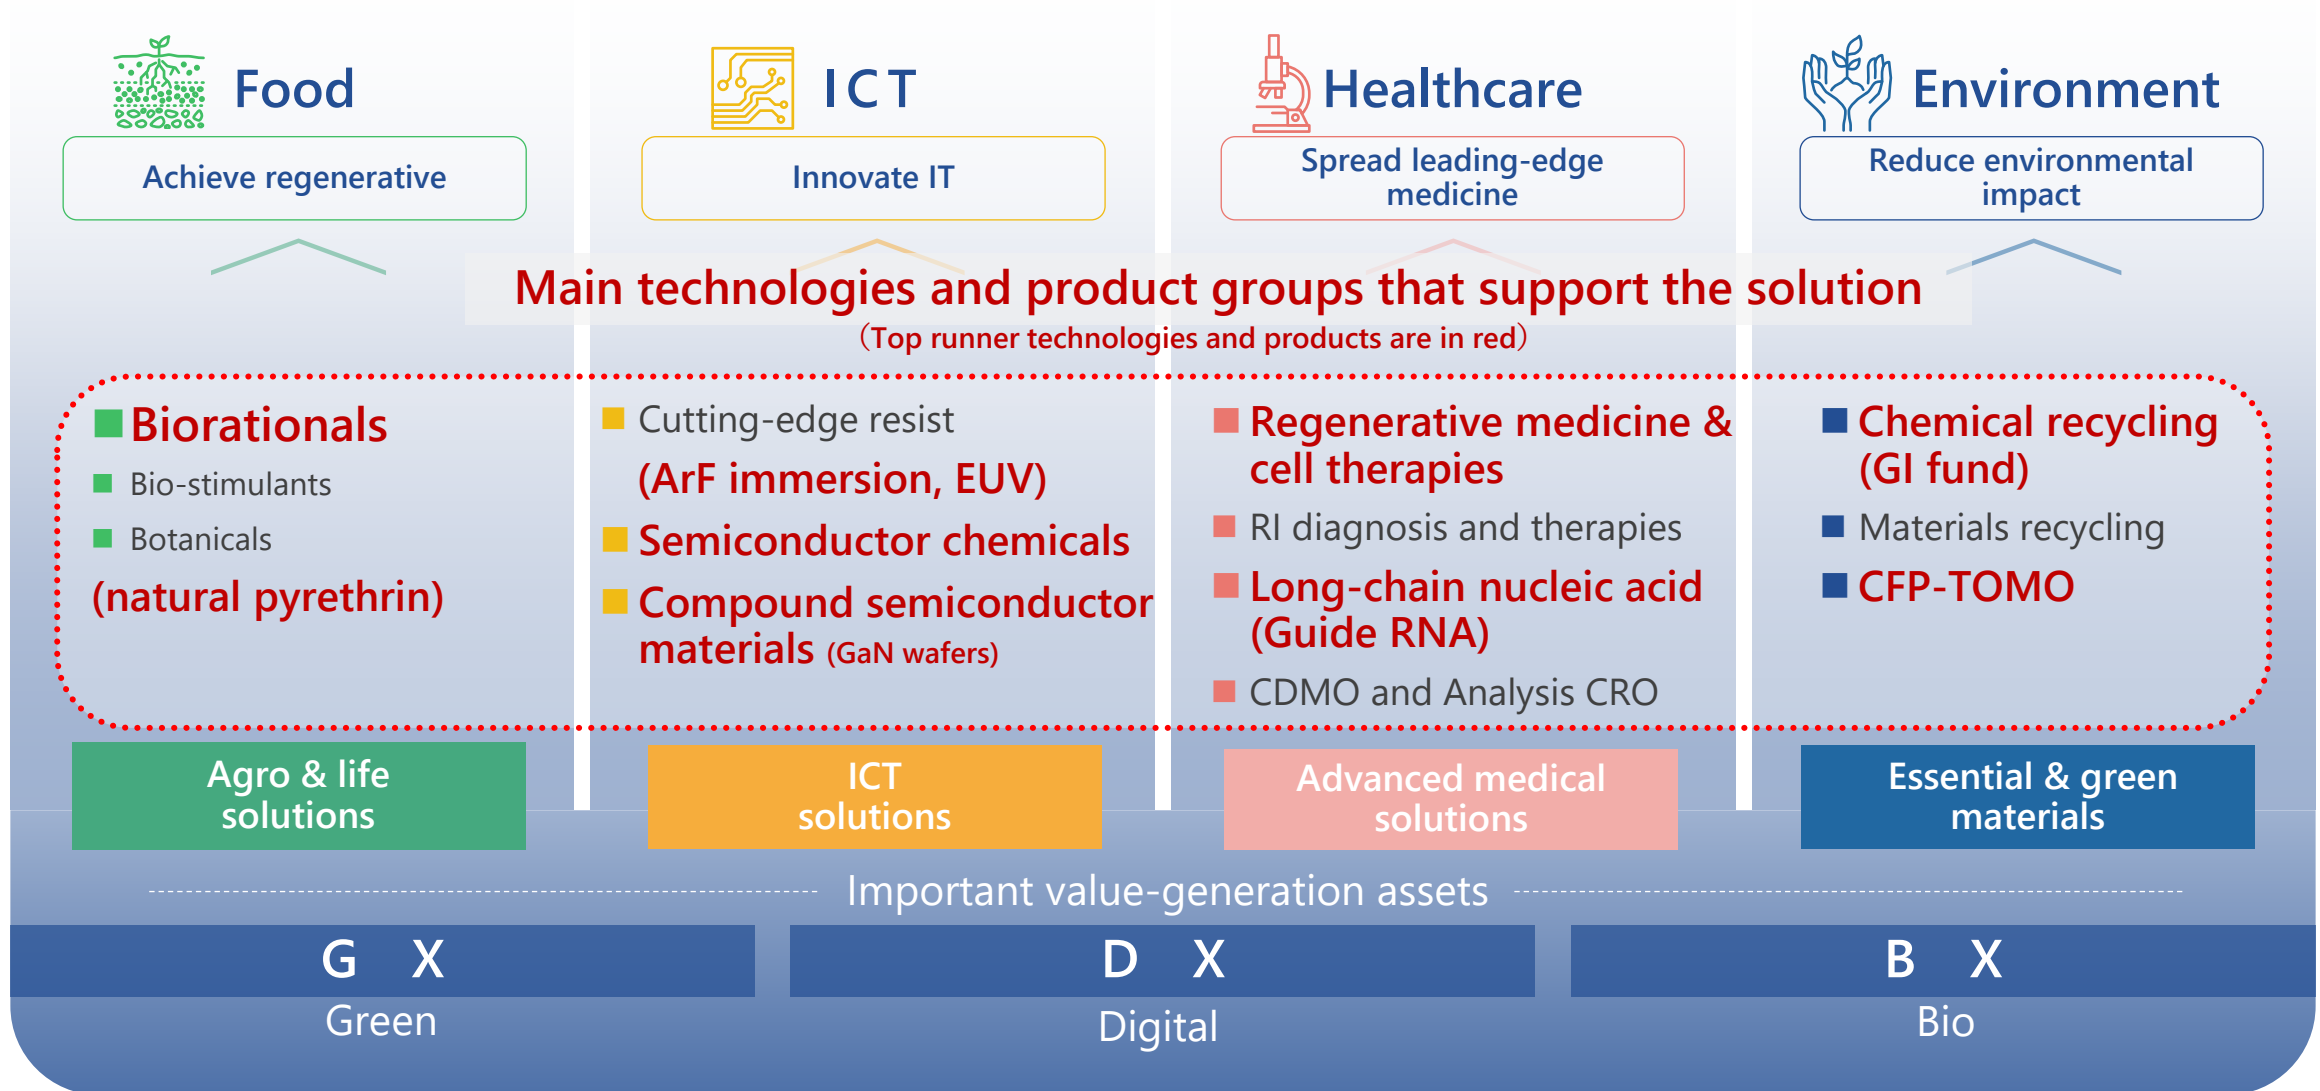 Food
Achieve regenerative
ICT
Innovate IT
Healthcare
Spread leading-edge
medicine
Environment
Reduce environmental
impact
Main technologies and product groups that support the solution
（Top runner technologies and products are in red）
Biorationals
Bio-stimulants
Botanicals
(natural pyrethrin)
Cutting-edge resist
(ArF immersion, EUV)
Semiconductor chemicals
Compound semiconductor
materials (GaN wafers)
Regenerative medicine &
cell therapies
RI diagnosis and therapies
Long-chain nucleic acid
(Guide RNA)
CDMO and Analysis CRO
Chemical recycling
(GI fund)
Materials recycling
CFP-TOMO
Agro & life
solutions
ICT
solutions
Advanced medical
solutions
Essential & green
materials
Important value-generation assets
G X
Green
D X
Digital
B X
Bio